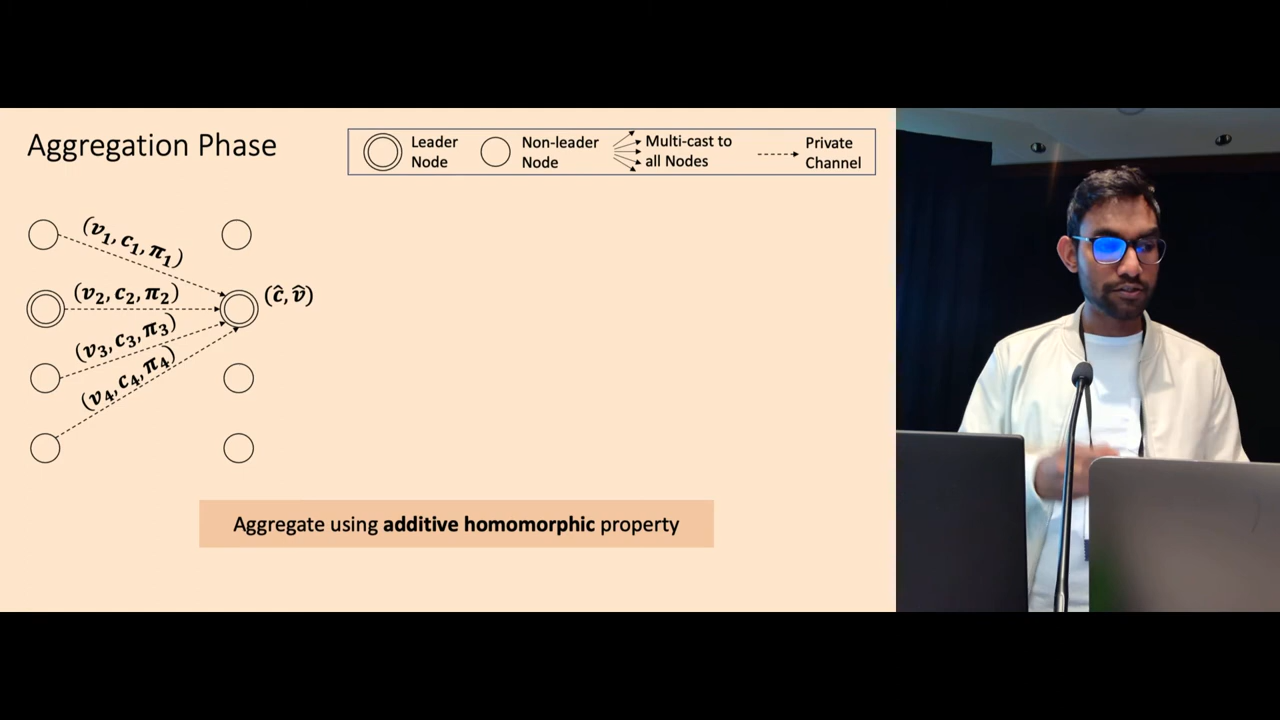 Aggregation Phase
Leader
Node
Non-leader
Node
Multi-cast to
all Nodes
Private
Channel
(v₁, c₁, π₁)
(v₂, c₂, π₂)
(ĉ, v̂)
(v₃, c₃, π₃)
(v₄, c₄, π₄)
Aggregate using additive homomorphic property